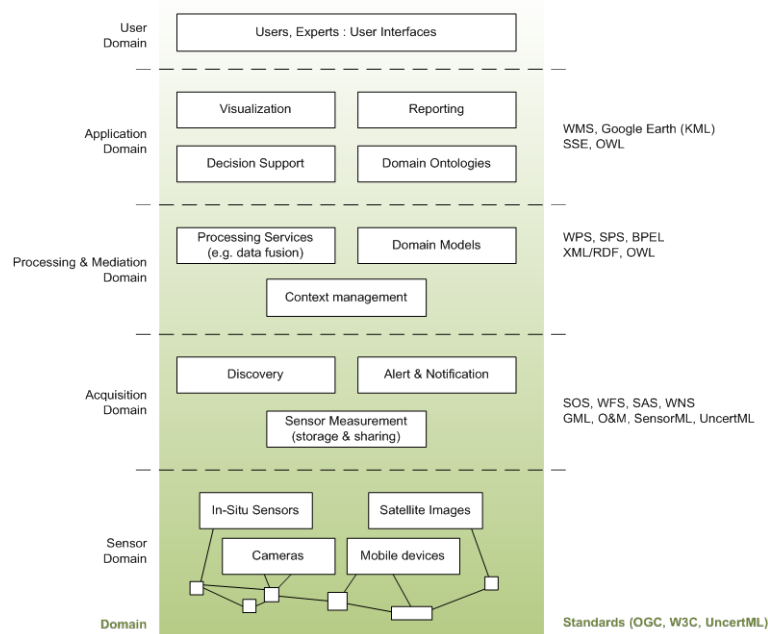 User
Domain
Users, Experts : User Interfaces
Application
Domain
Visualization
Reporting
Decision Support
Domain Ontologies
WMS, Google Earth (KML)
SSE, OWL
Processing & Mediation
Domain
Processing Services
(e.g. data fusion)
Domain Models
Context management
WPS, SPS, BPEL
XML/RDF, OWL
Acquisition
Domain
Discovery
Alert & Notification
Sensor Measurement
(storage & sharing)
SOS, WFS, SAS, WNS
GML, O&M, SensorML, UncertML
Sensor
Domain
In-Situ Sensors
Satellite Images
Cameras
Mobile devices
Domain
Standards (OGC, W3C, UncertML)